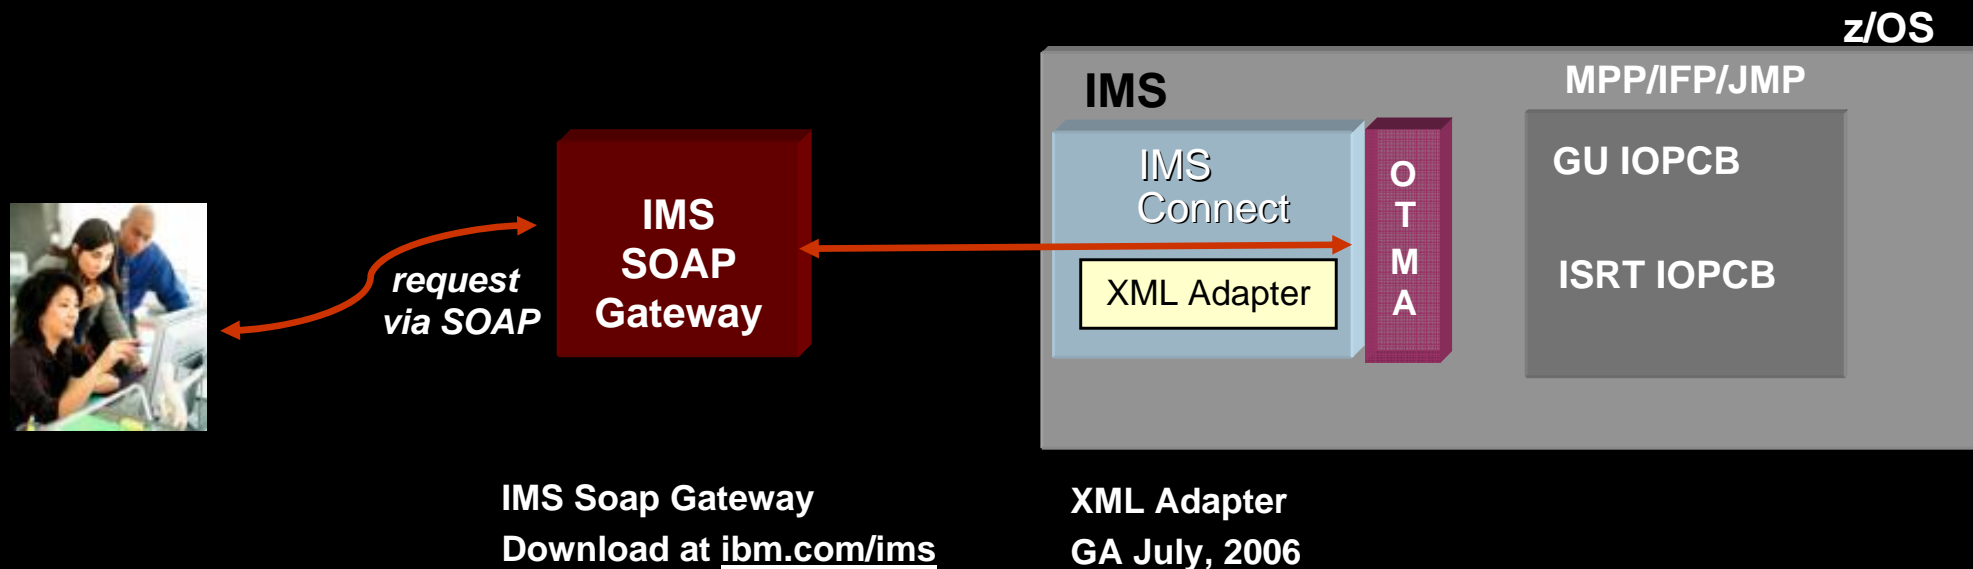 z/OS
IMS
MPP/IFP/JMP
IMS
Connect
XML Adapter
O
T
M
A
GU IOPCB
ISRT IOPCB
IMS
SOAP
Gateway
request
via SOAP
IMS Soap Gateway
Download at ibm.com/ims
XML Adapter
GA July, 2006